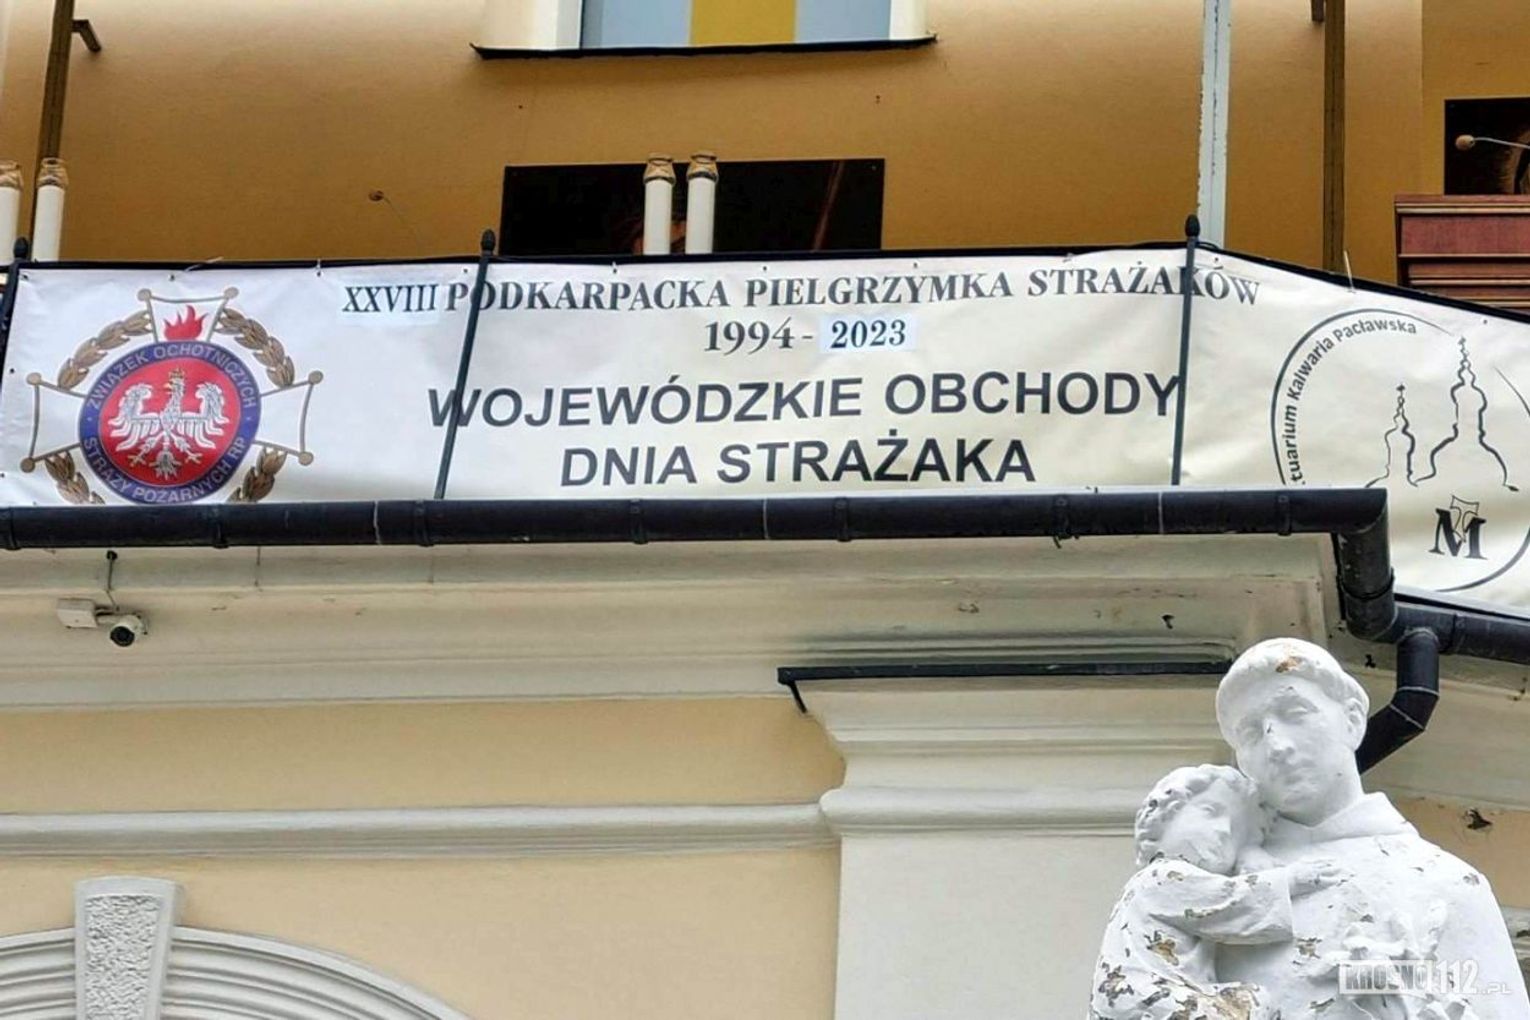 XXVIII PODKARPACKA PIELGRZYMKA STRAŻAKÓW
1994 - 2023
WOJEWÓDZKIE OBCHODY
DNIA STRAŻAKA
ZWIĄZEK OCHOTNICZYCH
STRAŻY POŻARNYCH RP
tuarium Kalwaria Pacławska
M
KROSNO112.PL